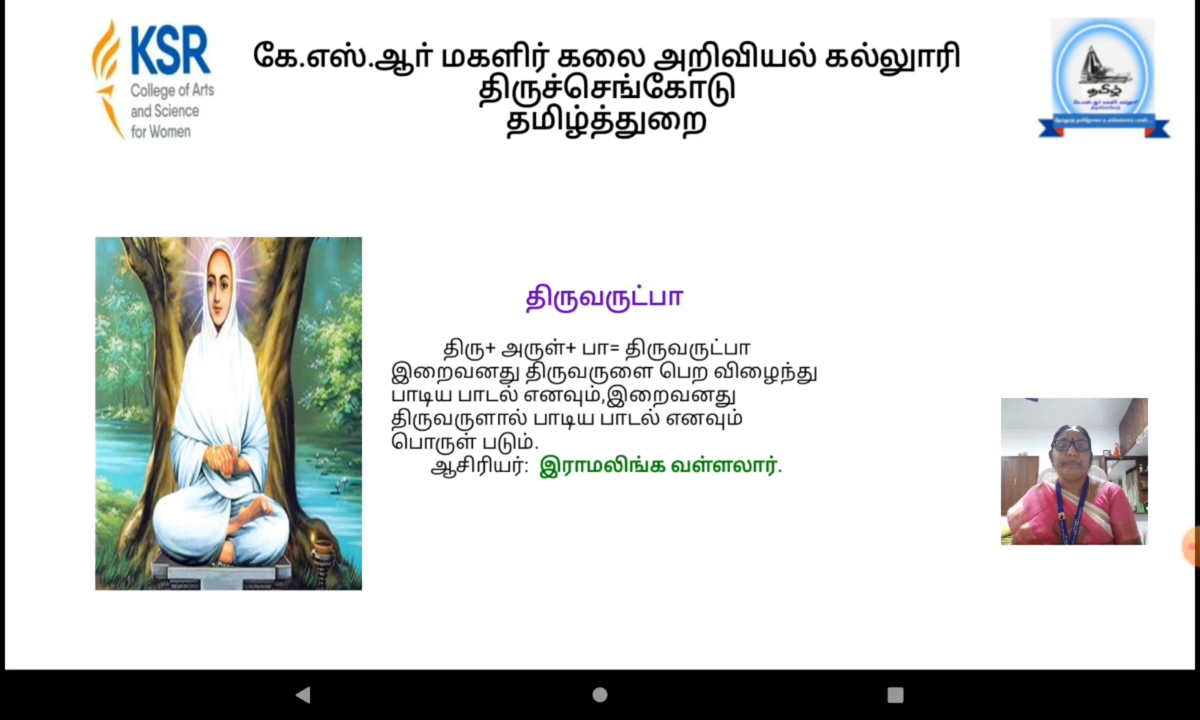 KSR
College of Arts
and Science
for Women
கே.எஸ்.ஆர் மகளிர் கலை அறிவியல் கல்லூரி
திருச்செங்கோடு
தமிழ்த்துறை
தமிழ்
திருவருட்பா
திரு+ அருள்+ பா= திருவருட்பா
இறைவனது திருவருளை பெற விழைந்து
பாடிய பாடல் எனவும்,இறைவனது
திருவருளால் பாடிய பாடல் எனவும்
பொருள் படும்.
ஆசிரியர்: இராமலிங்க வள்ளலார்.